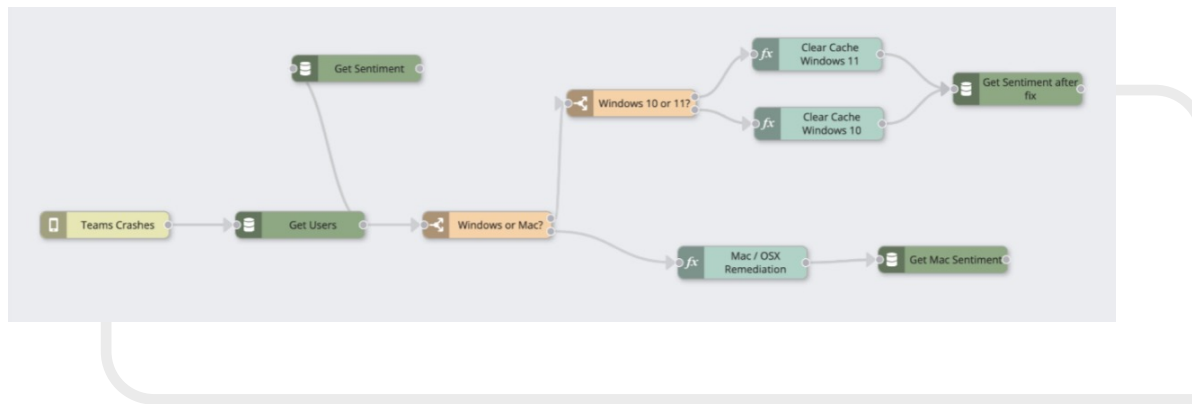 Get Sentiment
Clear Cache
Windows 11
Windows 10 or 11?
Get Sentiment after
fix
Clear Cache
Windows 10
Teams Crashes
Get Users
Windows or Mac?
Mac / OSX
Remediation
Get Mac Sentiment